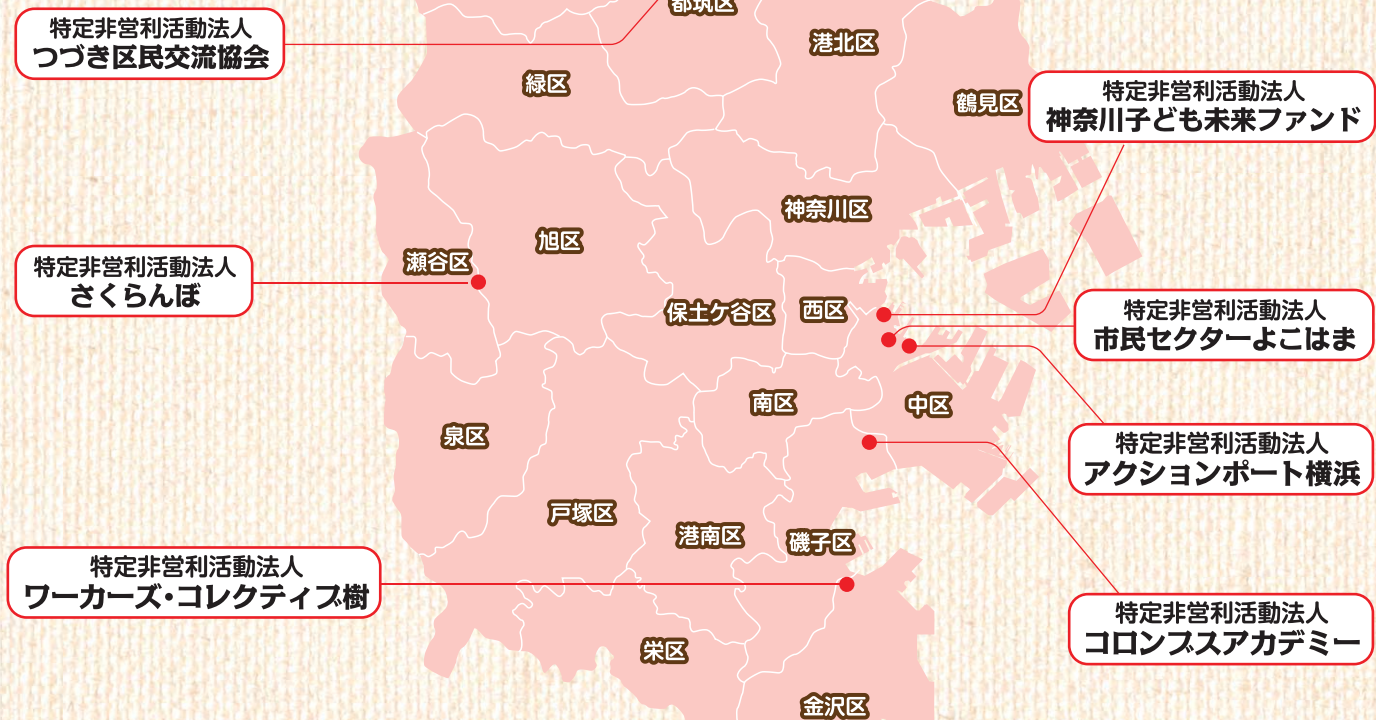 都筑区
特定非営利活動法人
つづき区民交流協会
港北区
緑区
鶴見区
特定非営利活動法人
神奈川子ども未来ファンド
神奈川区
旭区
瀬谷区
特定非営利活動法人
さくらんぼ
保土ケ谷区
西区
特定非営利活動法人
市民セクターよこはま
南区
中区
泉区
特定非営利活動法人
アクションポート横浜
戸塚区
港南区
磯子区
特定非営利活動法人
ワーカーズ・コレクティブ樹
特定非営利活動法人
コロンブスアカデミー
栄区
金沢区